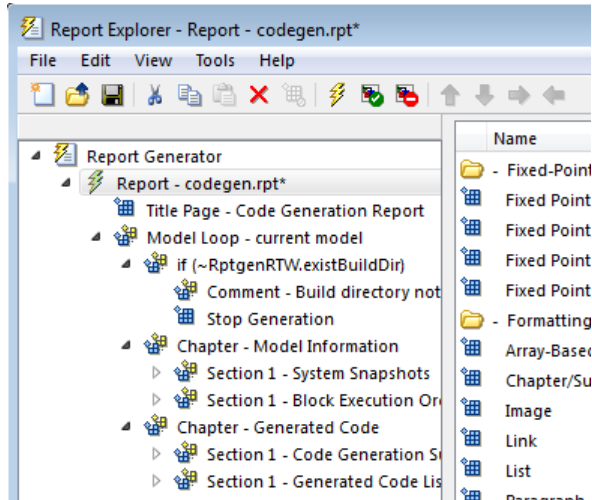 Report Explorer - Report - codegen.rpt*
File Edit View Tools Help
Name
Report Generator
Report - codegen.rpt*
Title Page - Code Generation Report
Model Loop - current model
if (~RptgenRTW.existBuildDir)
Comment - Build directory not
Stop Generation
Chapter - Model Information
Section 1 - System Snapshots
Section 1 - Block Execution Or
Chapter - Generated Code
Section 1 - Code Generation
Section 1 - Generated Code Lis
- Fixed-Point
Fixed Point
Fixed Point
Fixed Point
Fixed Point
- Formatting
Array-Based
Chapter/Su
Image
Link
List
Paragraph